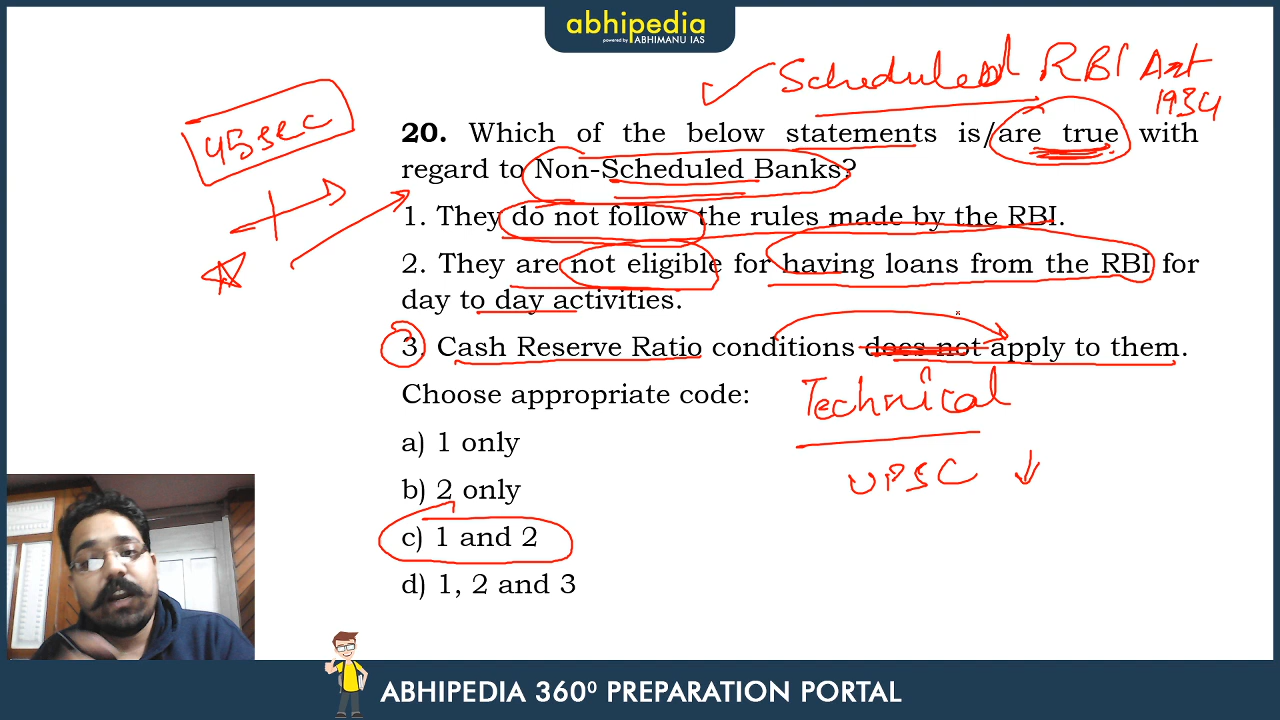 abhipedia
powered by ABHIMANU IAS
✓ Scheduled RBI Act
1934
45 sec
20. Which of the below statements is/are true with
regard to Non-Scheduled Banks?
1. They do not follow the rules made by the RBI.
2. They are not eligible for having loans from the RBI for
day to day activities.
3. Cash Reserve Ratio conditions does not apply to them.
Choose appropriate code:
Technical
a) 1 only
UPSC ↓
b) 2 only
c) 1 and 2
d) 1, 2 and 3
ABHIPEDIA 360⁰ PREPARATION PORTAL